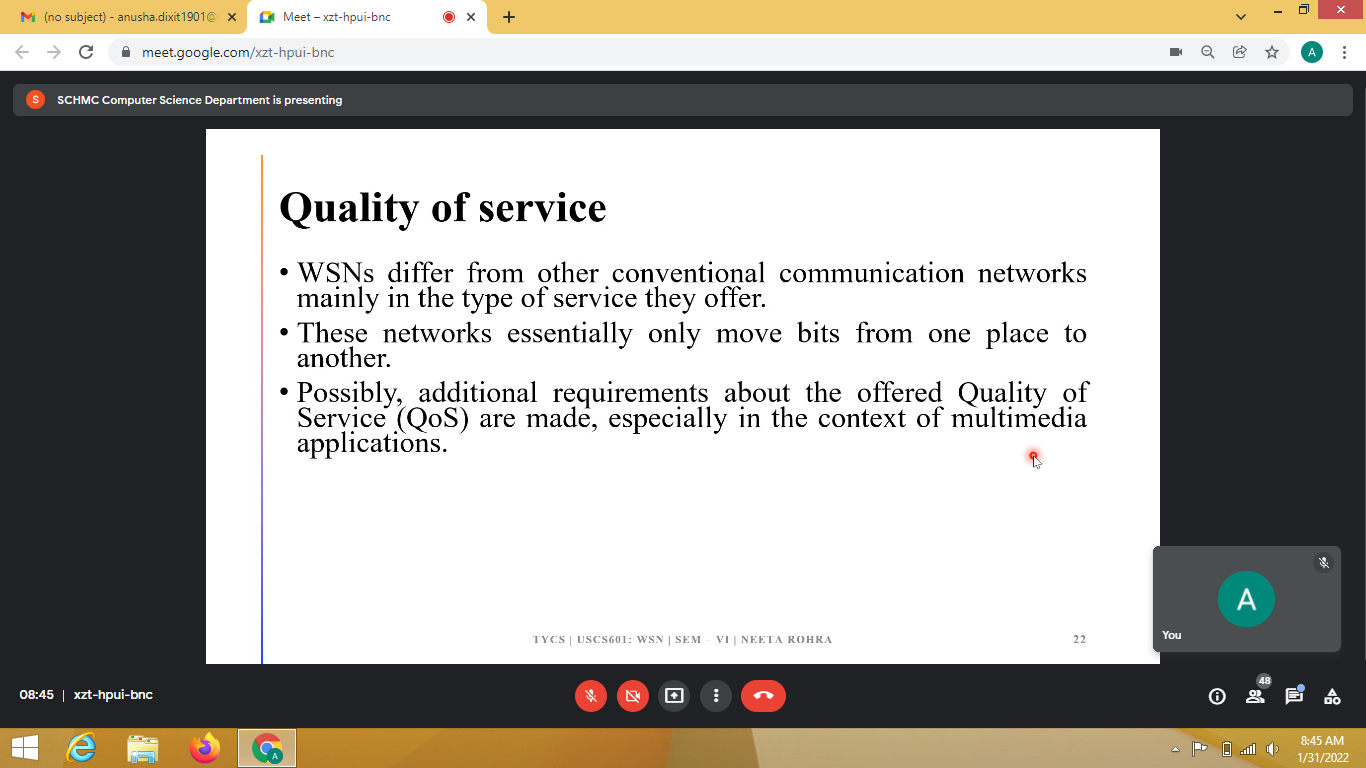 (no subject) - anusha.dixit1901@
Meet – xzt-hpui-bnc
meet.google.com/xzt-hpui-bnc
A
S
SCHMC Computer Science Department is presenting
Quality of service
• WSNs differ from other conventional communication networks
mainly in the type of service they offer.
• These networks essentially only move bits from one place to
another.
• Possibly, additional requirements about the offered Quality of
Service (QoS) are made, especially in the context of multimedia
applications.
TYCS | USCS601: WSN | SEM – VI | NEETA ROHRA
22
A
You
08:45 | xzt-hpui-bnc
48
A
8:45 AM
1/31/2022